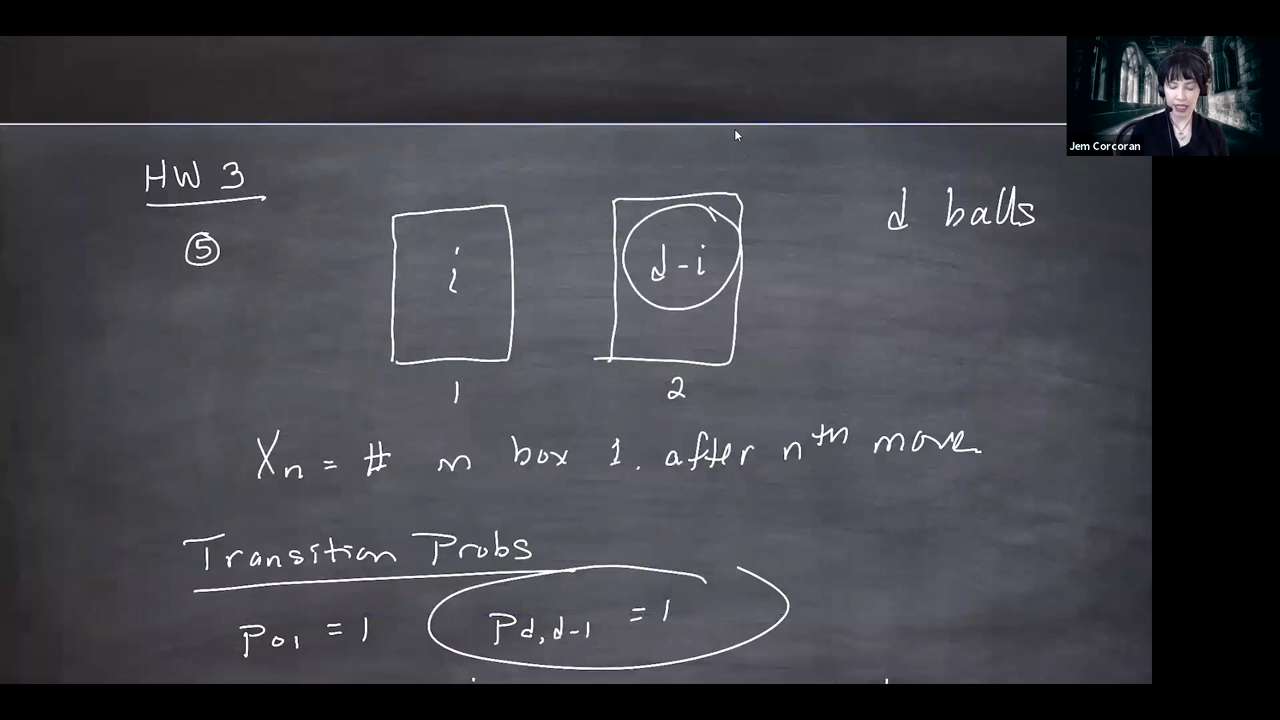 Jem Corcoran
HW 3
⑤
i
d-i
d balls
1
2
Xn = # in box 1. after nth move
Transition Probs
P01 = 1
Pd,d-1 = 1